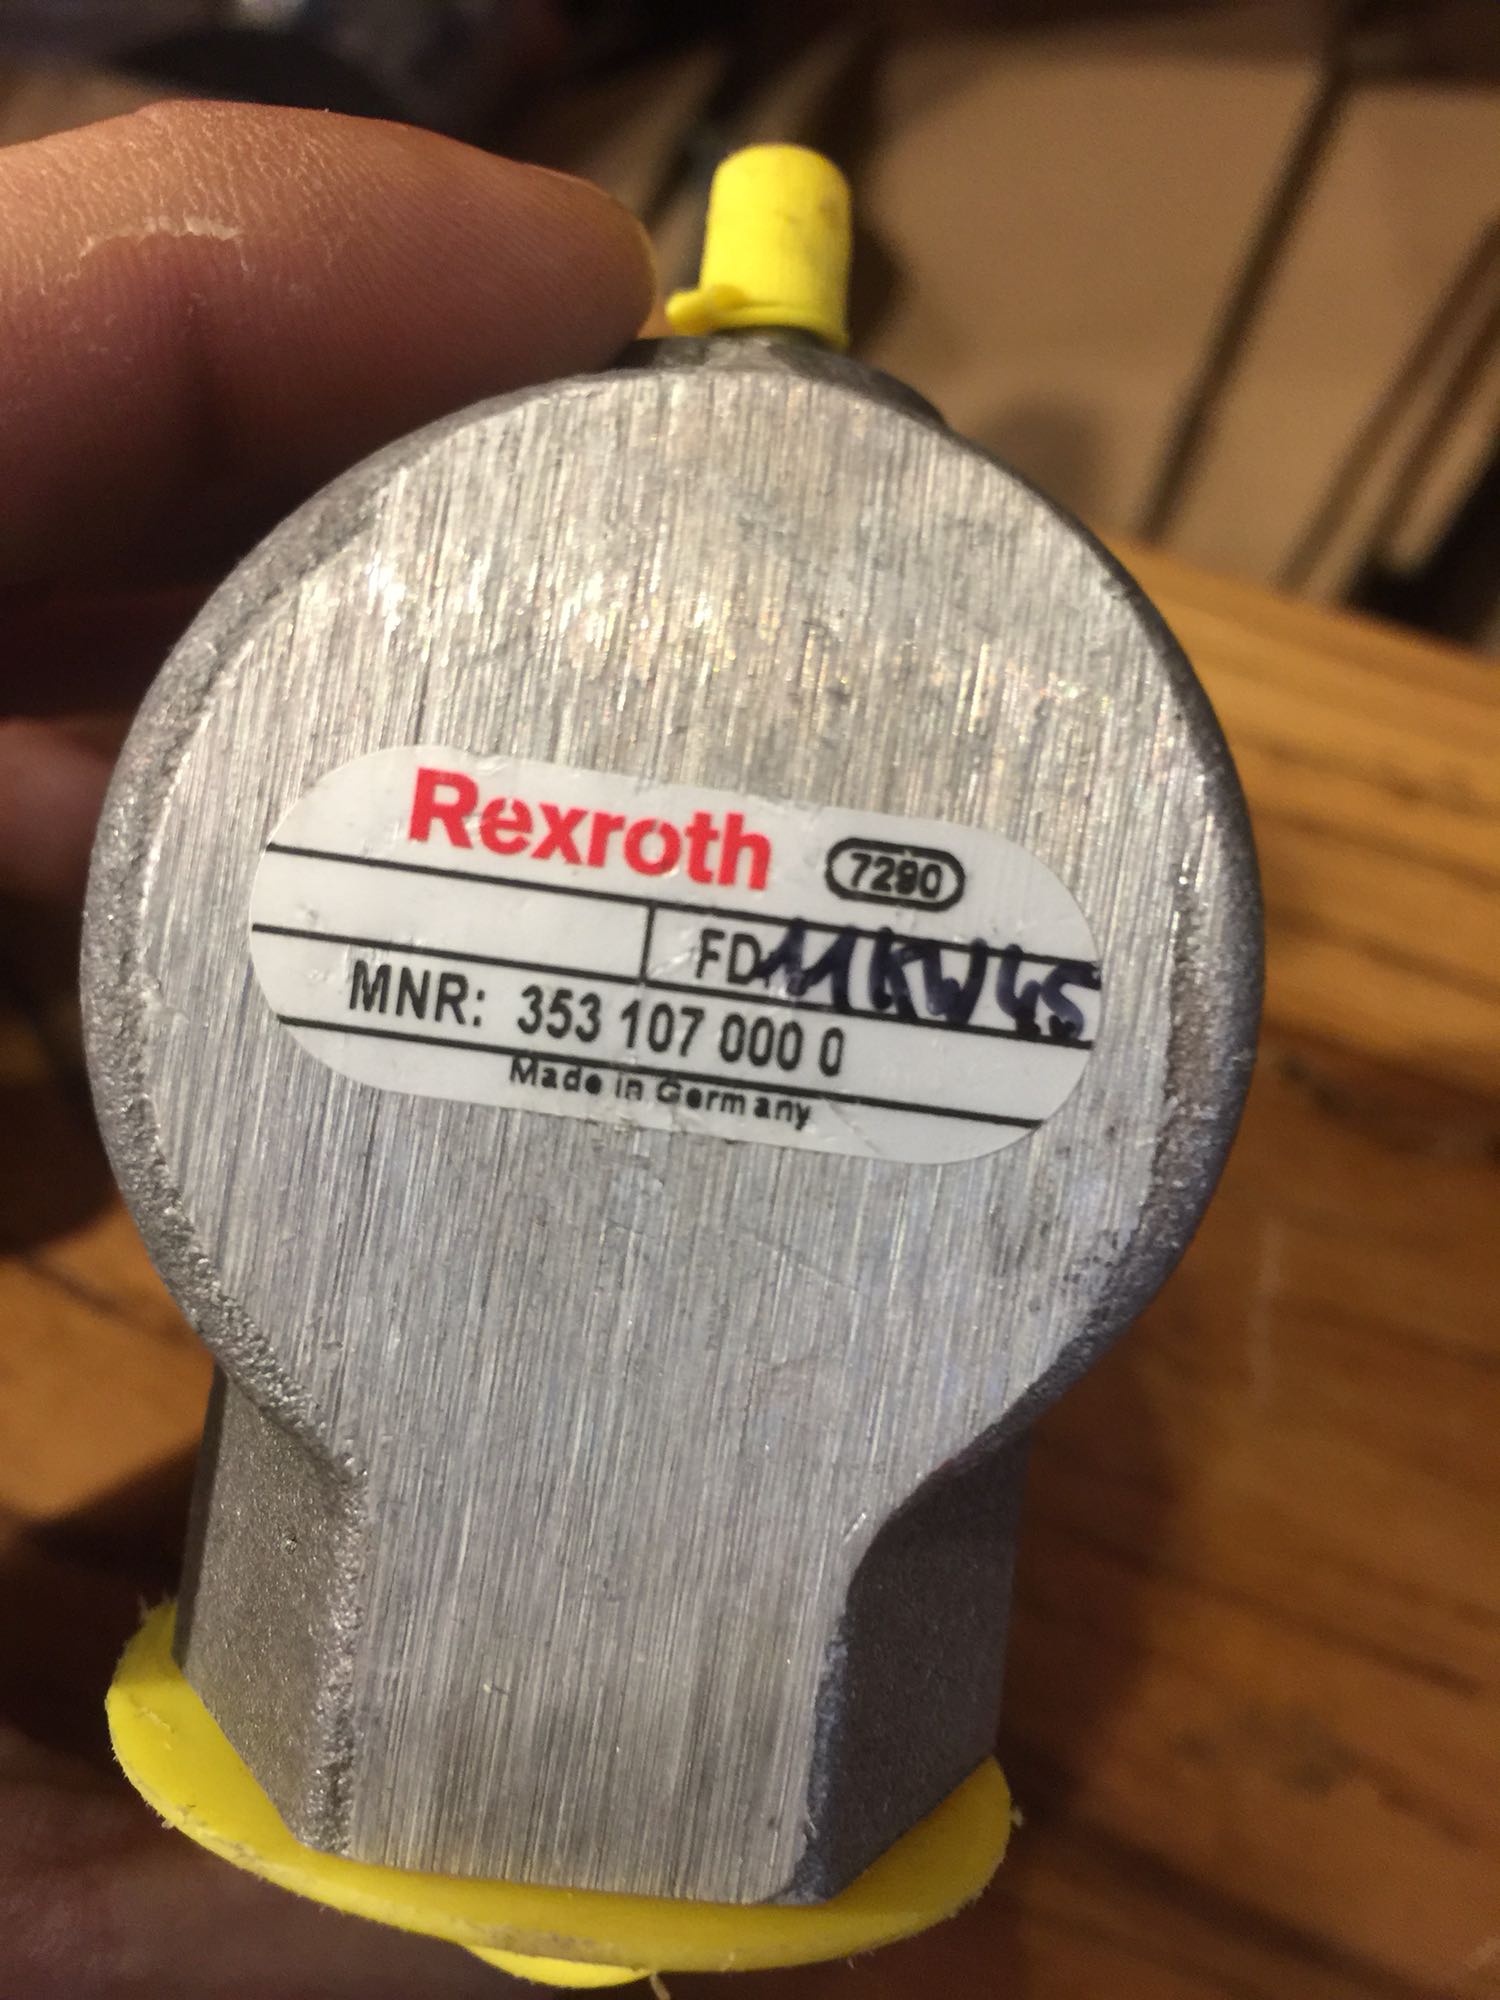 Rexroth 7290
FD
MNR: 353 107 000 0
Made in Germany